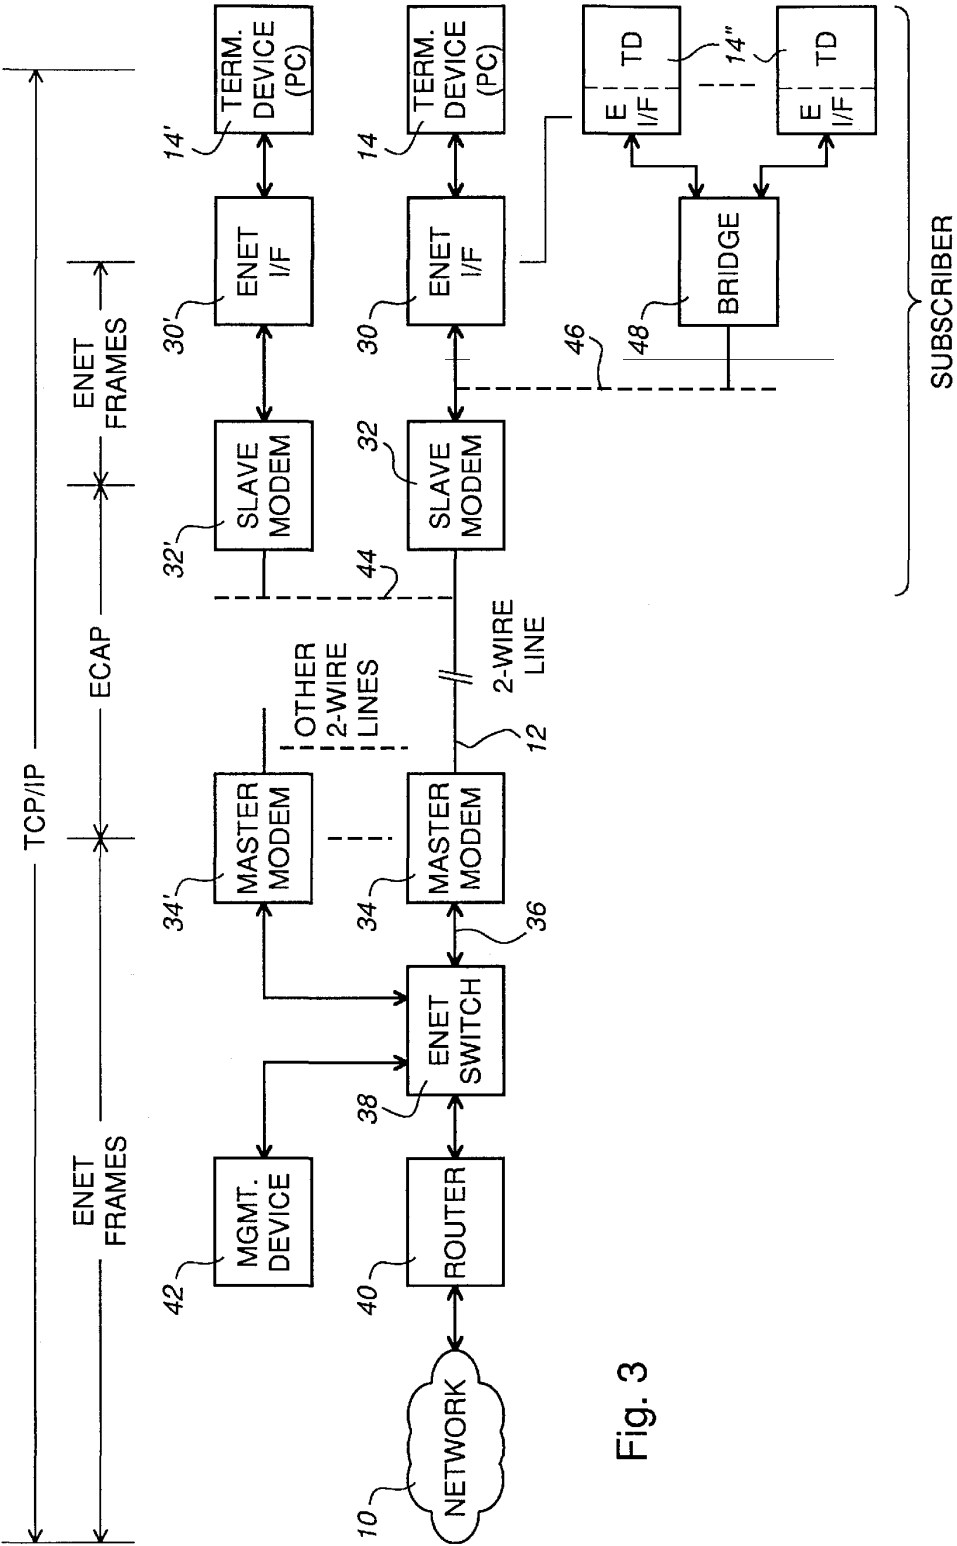 TCP/IP
ENET
FRAMES
ECAP
ENET
FRAMES
42
MGMT.
DEVICE
34'
MASTER
MODEM
OTHER
2-WIRE
LINES
32'
SLAVE
MODEM
30'
ENET
I/F
14'
TERM.
DEVICE
(PC)
10
NETWORK
40
ROUTER
38
ENET
SWITCH
36
34
MASTER
MODEM
12
2-WIRE
LINE
44
32
SLAVE
MODEM
30
ENET
I/F
14
TERM.
DEVICE
(PC)
46
48
BRIDGE
E
I/F
TD
14"
E
I/F
TD
SUBSCRIBER
Fig. 3